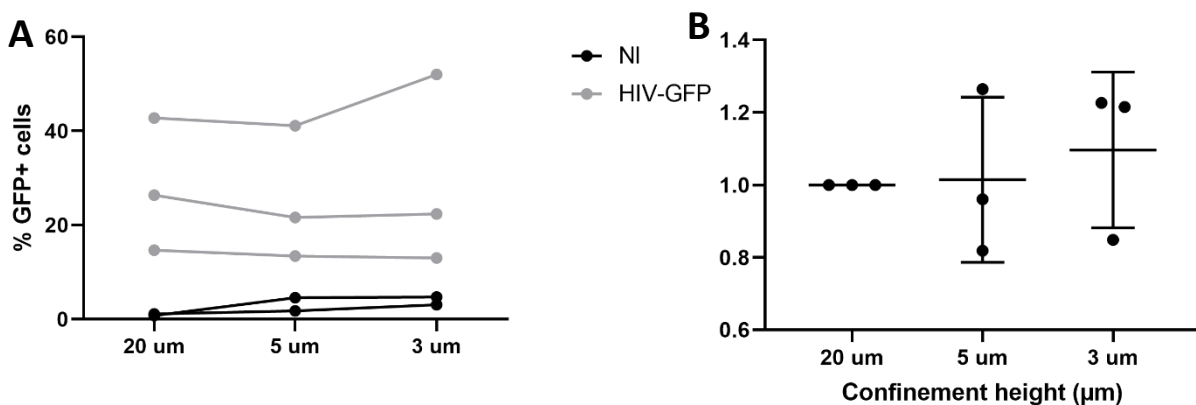 A
% GFP+ cells
60
40
20
0
20 um 5 um 3 um
NI
HIV-GFP
B
1.4
1.2
1.0
0.8
0.6
20 um 5 um 3 um
Confinement height (µm)